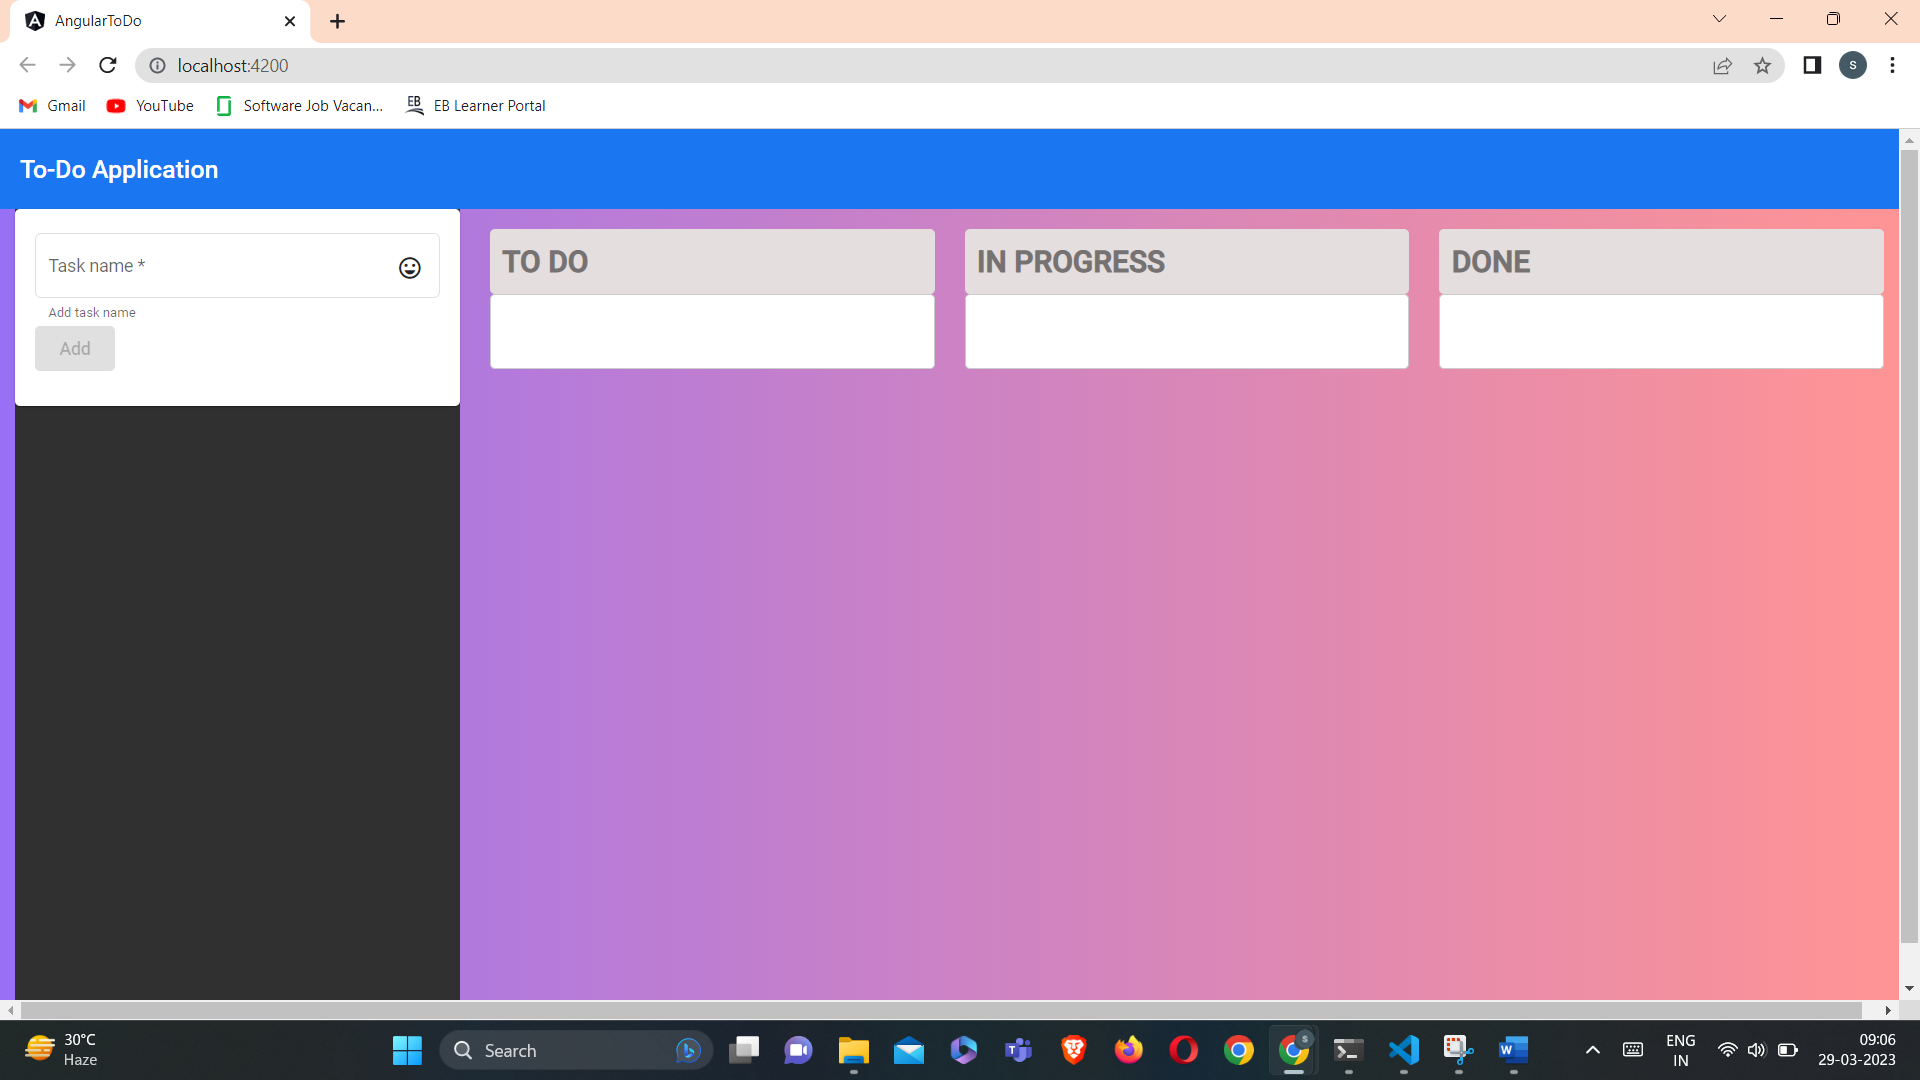 AngularToDo
localhost:4200
S
Gmail
YouTube
Software Job Vacan...
EB
EB Learner Portal
To-Do Application
Task name *
Add task name
Add
TO DO
IN PROGRESS
DONE
30°C
Haze
Search
S
ENG
IN
09:06
29-03-2023